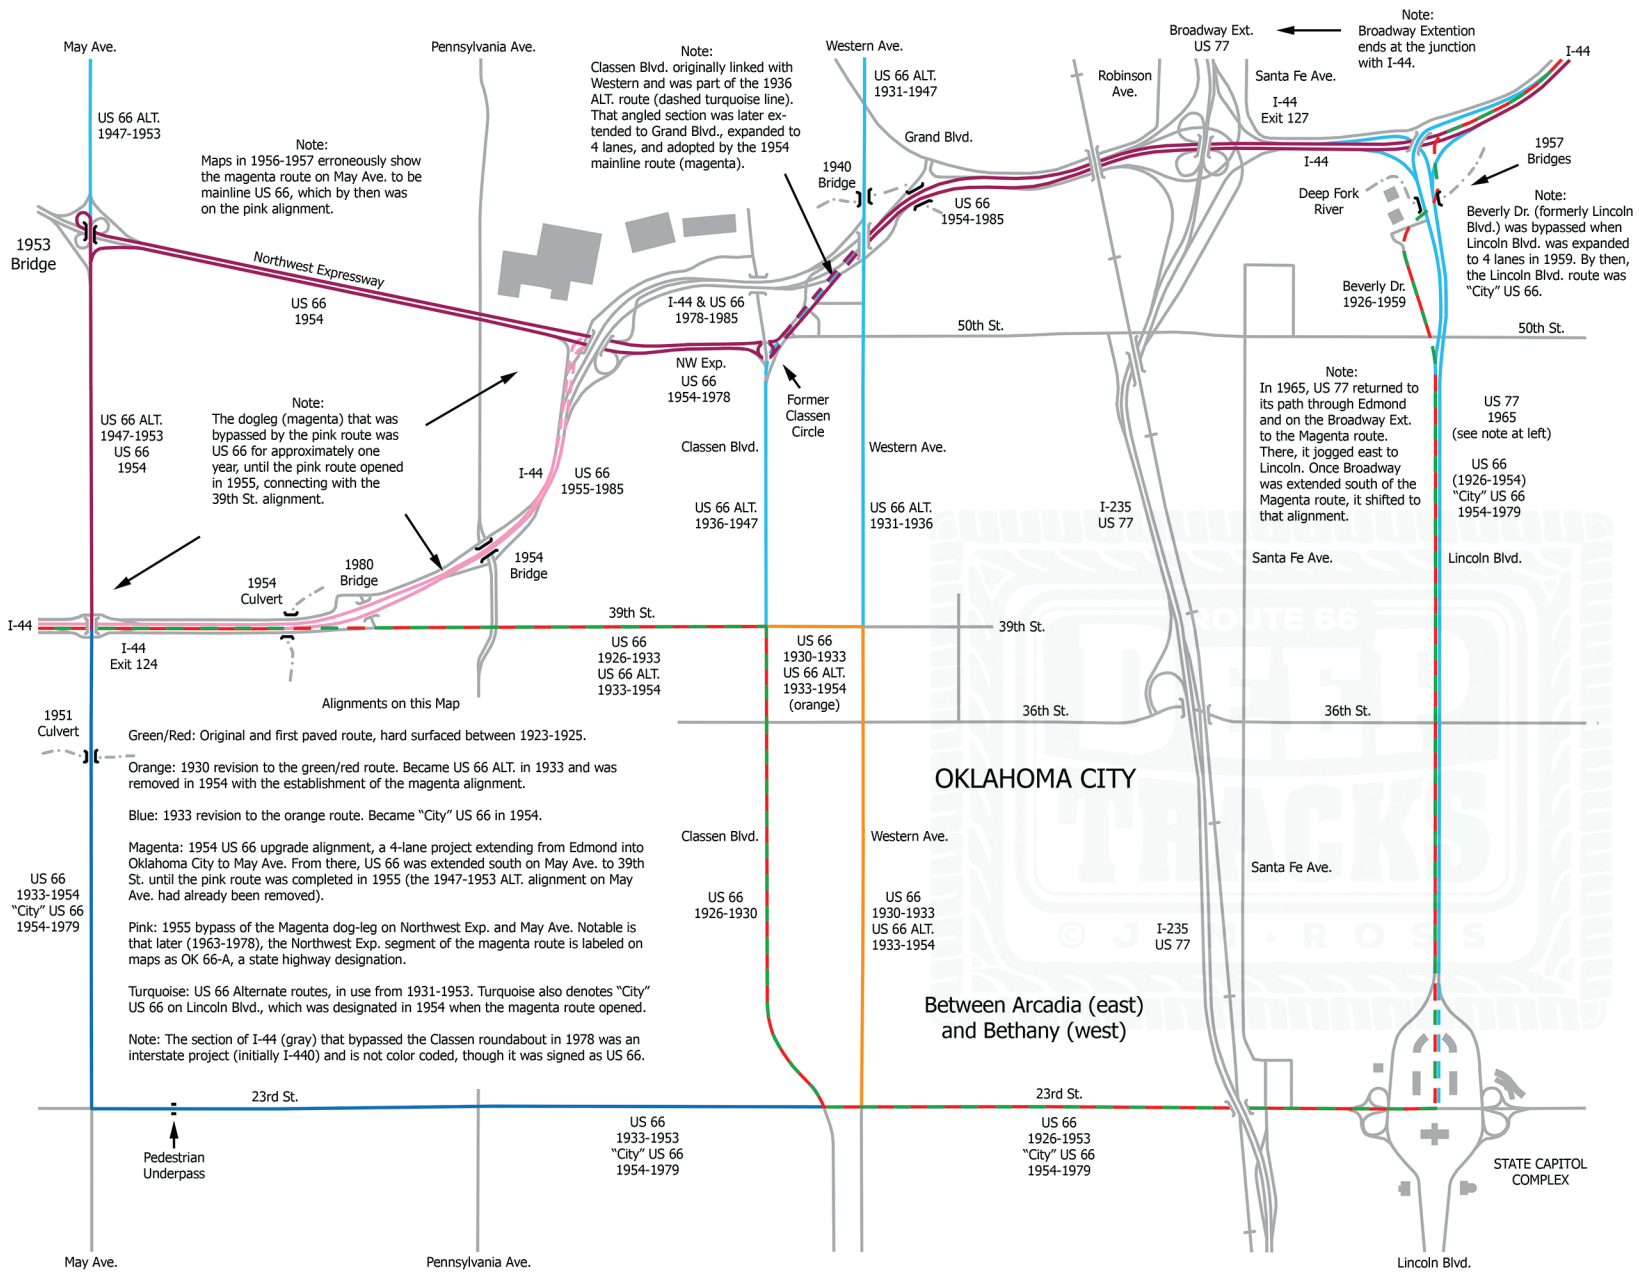 May Ave.
Pennsylvania Ave.
Western Ave.
Broadway Ext.
US 77
Note:
Broadway Extention
ends at the junction
with I-44.
I-44
Note:
Classen Blvd. originally linked with
Western and was part of the 1936
ALT. route (dashed turquoise line).
That angled section was later ex-
tended to Grand Blvd., expanded to
4 lanes, and adopted by the 1954
mainline route (magenta).
US 66 ALT.
1931-1947
Robinson
Ave.
Santa Fe Ave.
I-44
Exit 127
US 66 ALT.
1947-1953
Note:
Maps in 1956-1957 erroneously show
the magenta route on May Ave. to be
mainline US 66, which by then was
on the pink alignment.
Grand Blvd.
1940
Bridge
I-44
1957
Bridges
Deep Fork
River
US 66
1954-1985
Note:
Beverly Dr. (formerly Lincoln
Blvd.) was bypassed when
Lincoln Blvd. was expanded
to 4 lanes in 1959. By then,
the Lincoln Blvd. route was
"City" US 66.
1953
Bridge
Northwest Expressway
US 66
1954
I-44 & US 66
1978-1985
Beverly Dr.
1926-1959
50th St.
50th St.
NW Exp.
US 66
1954-1978
Former
Classen
Circle
Note:
In 1965, US 77 returned to
its path through Edmond
and on the Broadway Ext.
to the Magenta route.
There, it jogged east to
Lincoln. Once Broadway
was extended south of the
Magenta route, it shifted to
that alignment.
US 77
1965
(see note at left)
US 66
(1926-1954)
"City" US 66
1954-1979
Note:
The dogleg (magenta) that was
bypassed by the pink route was
US 66 for approximately one
year, until the pink route opened
in 1955, connecting with the
39th St. alignment.
US 66 ALT.
1947-1953
US 66
1954
I-44
US 66
1955-1985
Classen Blvd.
Western Ave.
US 66 ALT.
1936-1947
US 66 ALT.
1931-1936
I-235
US 77
Santa Fe Ave.
Lincoln Blvd.
1954
Bridge
1980
Bridge
1954
Culvert
I-44
I-44
Exit 124
39th St.
39th St.
US 66
1926-1933
US 66 ALT.
1933-1954
US 66
1930-1933
US 66 ALT.
1933-1954
(orange)
ROUTE 66
DEEP
TRACKS
© JIM-ROSS
36th St.
36th St.
1951
Culvert
Alignments on this Map
Green/Red: Original and first paved route, hard surfaced between 1923-1925.
Orange: 1930 revision to the green/red route. Became US 66 ALT. in 1933 and was
removed in 1954 with the establishment of the magenta alignment.
Blue: 1933 revision to the orange route. Became "City" US 66 in 1954.
Magenta: 1954 US 66 upgrade alignment, a 4-lane project extending from Edmond into
Oklahoma City to May Ave. From there, US 66 was extended south on May Ave. to 39th
St. until the pink route was completed in 1955 (the 1947-1953 ALT. alignment on May
Ave. had already been removed).
Pink: 1955 bypass of the Magenta dog-leg on Northwest Exp. and May Ave. Notable is
that later (1963-1978), the Northwest Exp. segment of the magenta route is labeled on
maps as OK 66-A, a state highway designation.
Turquoise: US 66 Alternate routes, in use from 1931-1953. Turquoise also denotes "City"
US 66 on Lincoln Blvd., which was designated in 1954 when the magenta route opened.
Note: The section of I-44 (gray) that bypassed the Classen roundabout in 1978 was an
interstate project (initially I-440) and is not color coded, though it was signed as US 66.
OKLAHOMA CITY
Classen Blvd.
Western Ave.
Santa Fe Ave.
US 66
1933-1954
"City" US 66
1954-1979
US 66
1926-1930
US 66
1930-1933
US 66 ALT.
1933-1954
I-235
US 77
Between Arcadia (east)
and Bethany (west)
23rd St.
23rd St.
US 66
1933-1953
"City" US 66
1954-1979
US 66
1926-1953
"City" US 66
1954-1979
Pedestrian
Underpass
STATE CAPITOL
COMPLEX
May Ave.
Pennsylvania Ave.
Lincoln Blvd.